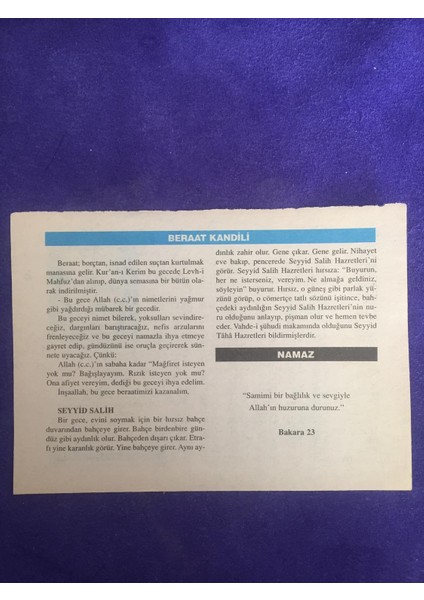 BERAAT KANDİLİ
Beraat; borçtan, isnad edilen suçtan kurtulmak
manasına gelir. Kur'an-ı Kerim bu gecede Levh-i
Mahfuz'dan alınıp, dünya semasına bir bütün ola-
rak indirilmiştir.
- Bu gece Allah (c.c.)'ın nimetlerini yağmur
gibi yağdırdığı mübarek bir gecedir.
Bu geceyi nimet bilerek, yoksulları sevindire-
ceğiz, dargınları barıştıracağız, nefis arzularını
frenleyeceğiz ve bu geceyi namazla ihya etmeye
gayret edip, gündüzünü ise oruçla geçirerek sün-
nete uyacağız. Çünkü:
Allah (c.c.)'ın sabaha kadar "Mağfiret isteyen
yok mu? Bağışlayayım. Rızık isteyen yok mu?
Ona afiyet vereyim, dediği bu geceyi ihya edelim.
İnşaallah, bu gece beraatimizi kazanalım.
SEYYİD SALİH
Bir gece, evini soymak için bir hırsız bahçe
duvarından bahçeye girer. Bahçe birdenbire gün-
düz gibi aydınlık olur. Bahçeden dışarı çıkar. Etra-
fı yine karanlık görür. Yine bahçeye girer. Aynı ay-
dınlık zahir olur. Gene çıkar. Gene gelir. Nihayet
eve bakıp, pencerede Seyyid Salih Hazretleri'ni
görür. Seyyid Salih Hazretleri hırsıza: "Buyurun,
her ne isterseniz, vereyim. Ne almağa geldiniz,
söyleyin" buyurur. Hırsız, o güneş gibi parlak yü-
zünü görüp, o cömertçe tatlı sözünü işitince, bah-
çedeki aydınlığın Seyyid Salih Hazretleri'nin nu-
ru olduğunu anlayıp, pişman olur ve hemen tevbe
eder. Vahde-i şühudi makamında olduğunu Seyyid
Tâhâ Hazretleri bildirmişlerdir.
NAMAZ
"Samimi bir bağlılık ve sevgiyle
Allah'ın huzuruna durunuz."
Bakara 23